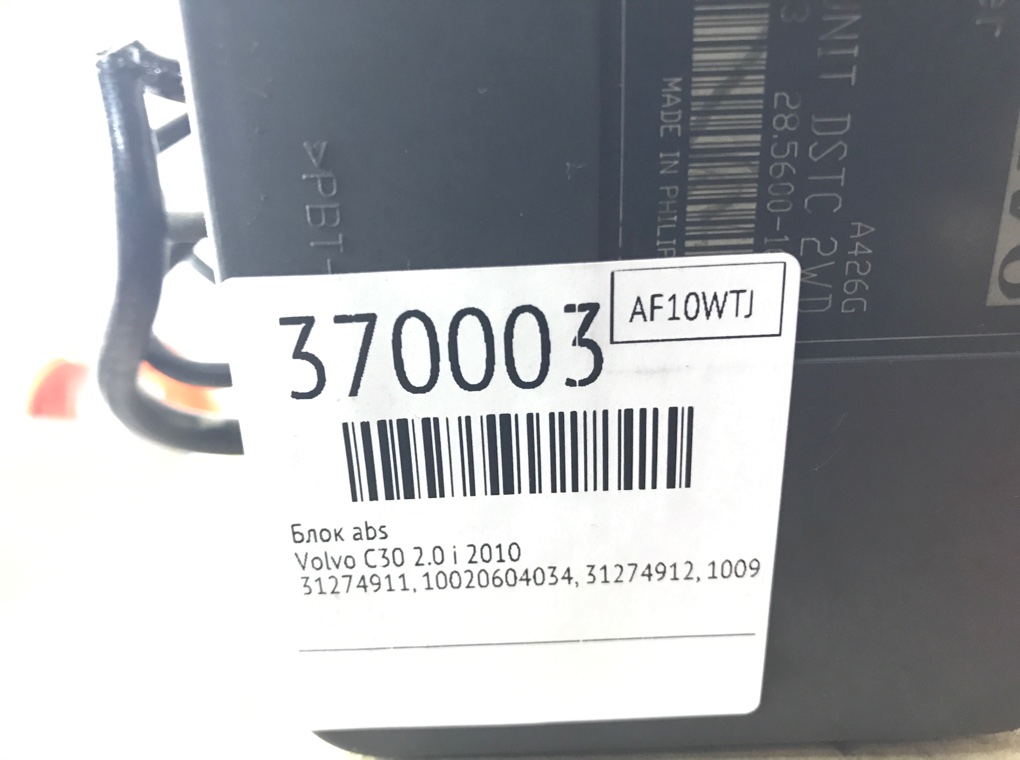 370003
AF10WTJ
Блок abs
Volvo C30 2.0 i 2010
31274911, 10020604034, 31274912, 1009
>PBT-
MADE IN PHILIP
28.5600-1
UNIT DSTC 2WD
A426G